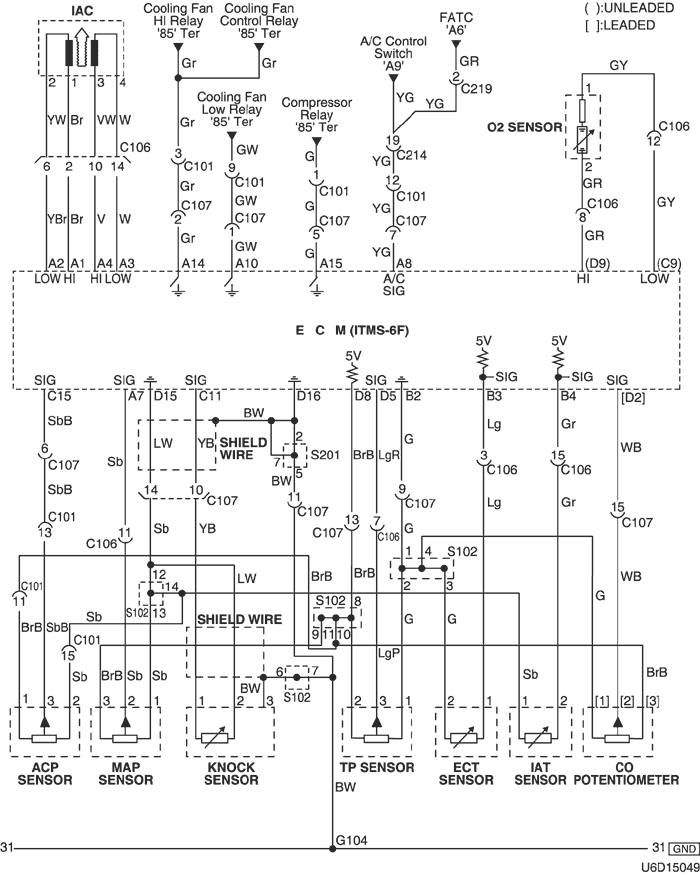 ( ):UNLEADED
[ ]:LEADED
IAC
Cooling Fan
HI Relay
'85' Ter
Cooling Fan
Control Relay
'85' Ter
FATC
'A6'
A/C Control
Switch
'A9'
Gr Gr
GR
2 C219
YG YG
GY
1
O2 SENSOR
C106
12
2 1 3 4
YW Br VW W
C106
6 2 10 14
YBr Br V W
Gr
3 C101
Gr
C107
2
Gr
Cooling Fan
Low Relay
'85' Ter
GW
9
C101
GW
C107
1
GW
Compressor
Relay
'85' Ter
G
1
C101
G
C107
5
G
19
C214
YG
12
C101
YG
C107
7
YG
2
GR
C106
8
GR
GY
A2 A1 A4 A3 A14 A10 A15 A8 (D9) (C9)
LOW HI HI LOW A/C
SIG HI LOW
E C M (ITMS-6F)
5V 5V 5V
SIG SIG SIG SIG SIG SIG SIG
C15 A7 D15 C11 D16 D8 D5 B2 B3 B4 [D2]
SbB
6
C107
SbB
C101
13
Sb
11
C106
LW YB
SHIELD
WIRE
BW
2
7 S201
5
BW
11
C107
14 10 C107
Sb YB
BrB LgR G
13
C107
7
C106
9
C107
G
Lg
3
C106
Lg
Gr
15
C106
Gr
WB
15
C107
WB
1 4 S102
2 3
BrB BrB
G G
G
C101
11
BrB SbB
Sb
C101
15
Sb
12
S102 14
13
LW
SHIELD WIRE
S102 8
9 11 10
LgP
BrB Sb Sb
BW
6 7
S102
Sb
BrB
1 3 2 3 2 1 1 2 3 2 3 1 2 1 1 2 [1] [2] [3]
ACP
SENSOR
MAP
SENSOR
KNOCK
SENSOR
TP SENSOR
ECT
SENSOR
IAT
SENSOR
CO
POTENTIOMETER
BW
G104
31 31 GND
U6D15049